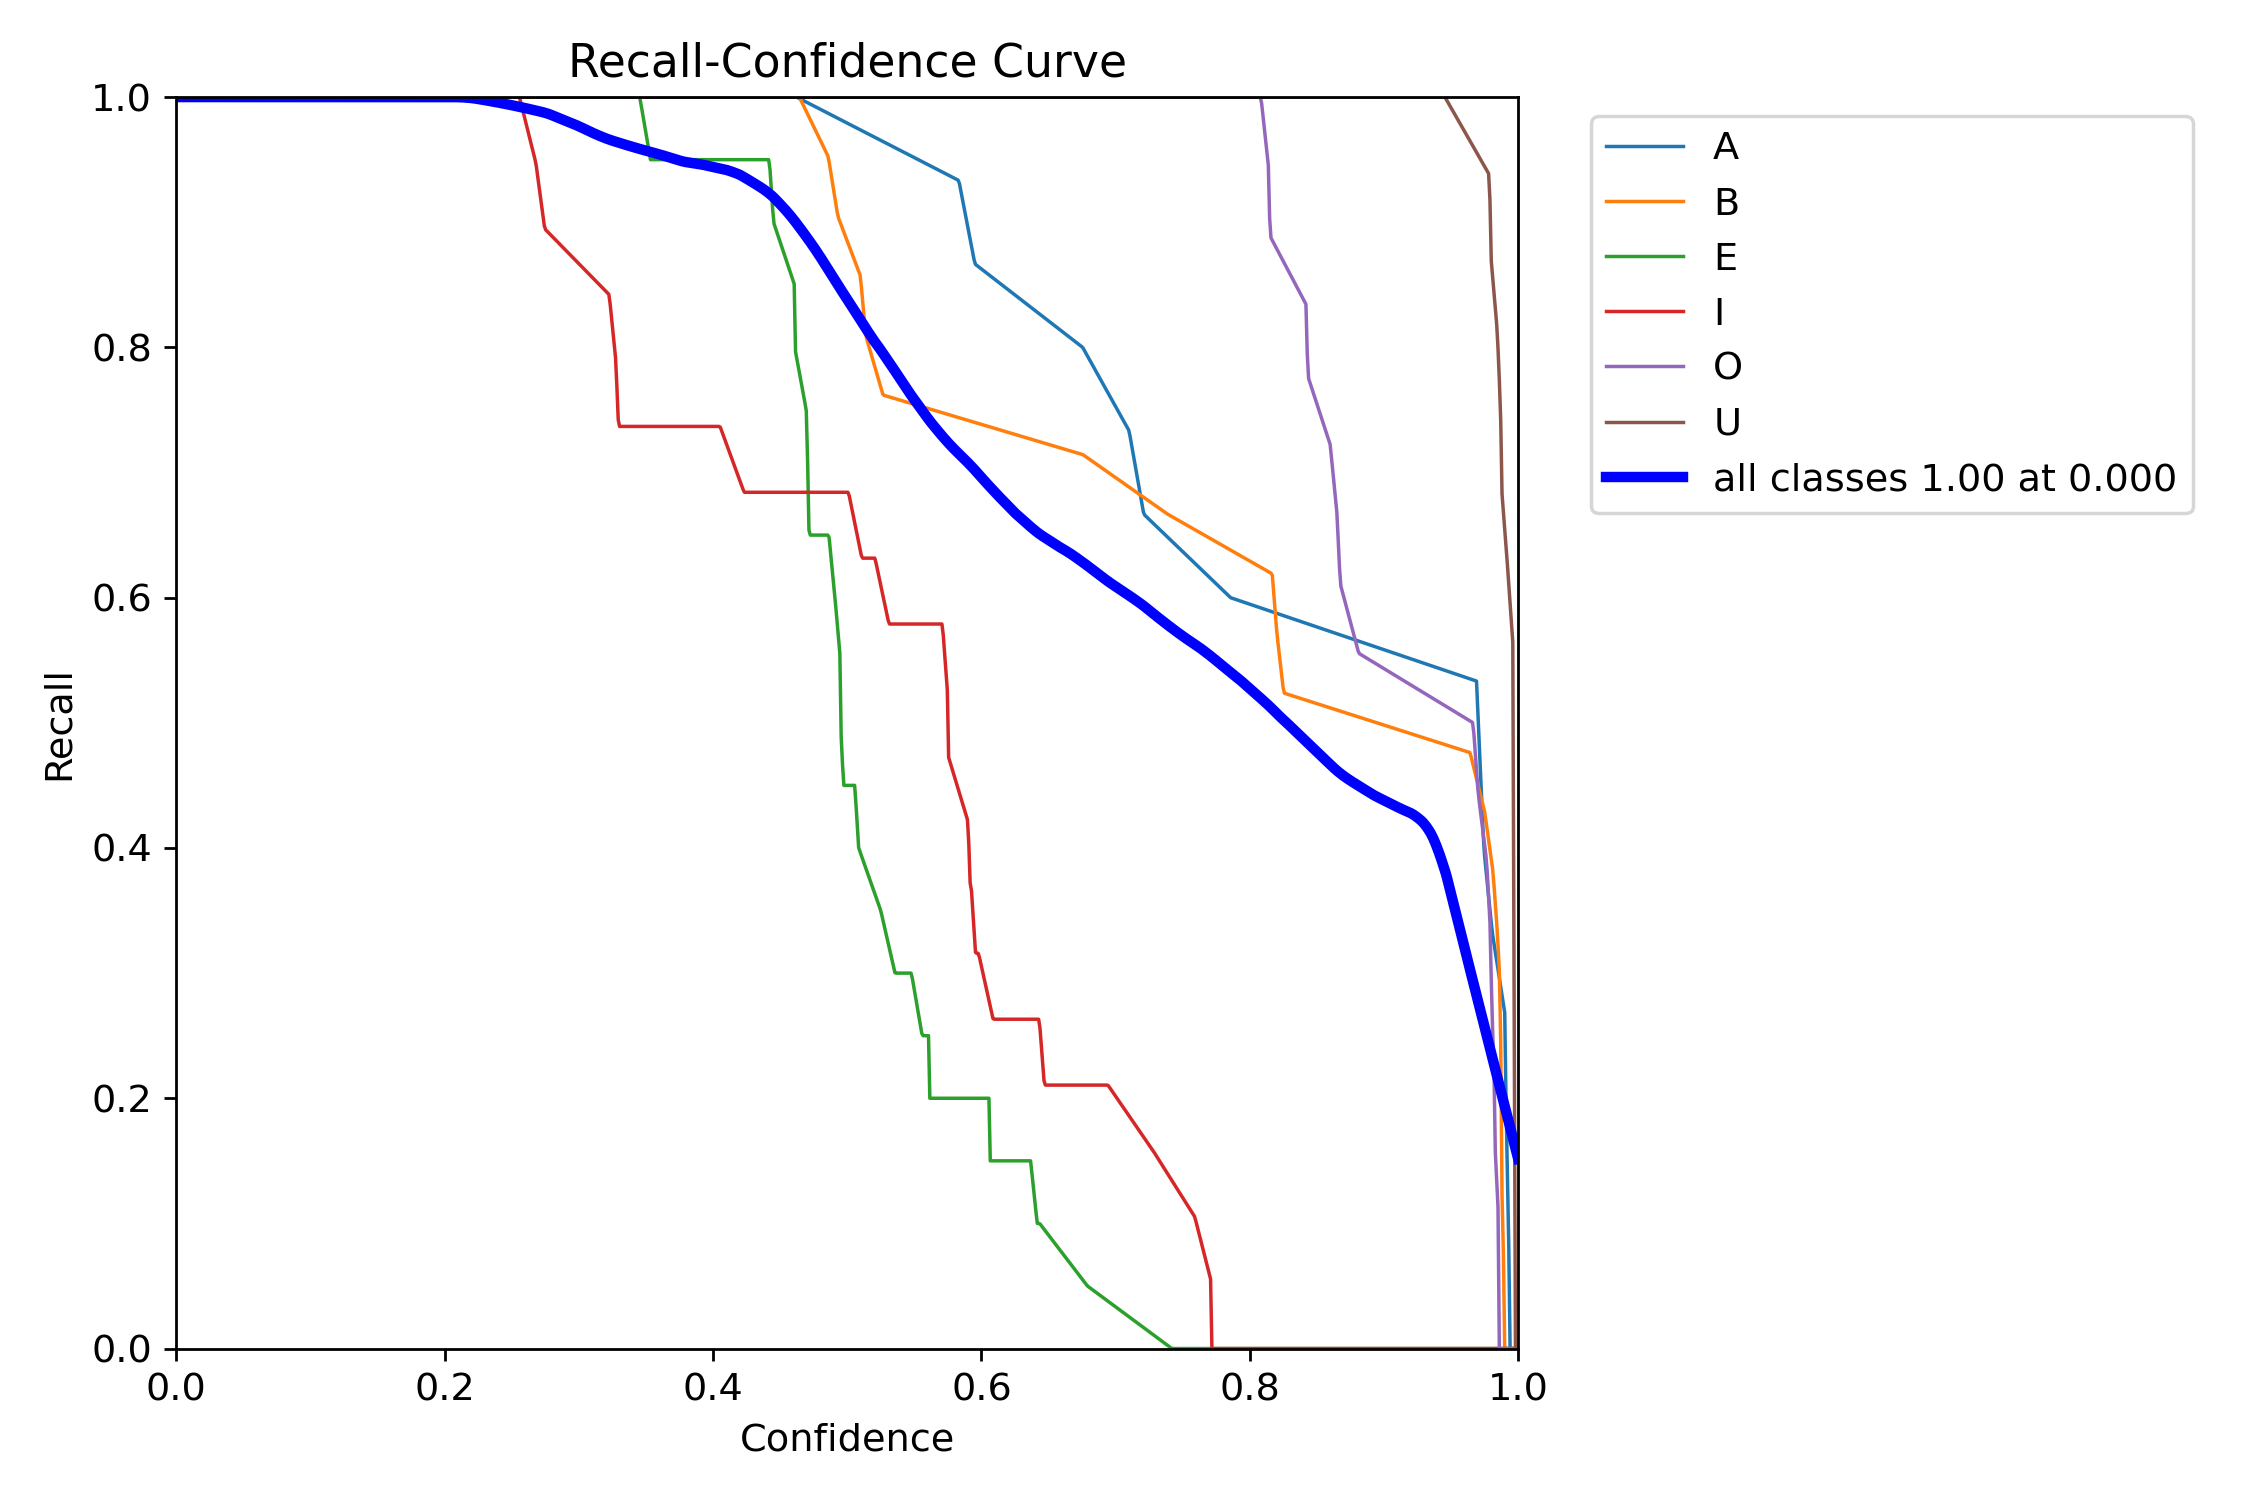 Recall-Confidence Curve
1.0
0.8
0.6
0.4
0.2
0.0
Recall
0.0 0.2 0.4 0.6 0.8 1.0
Confidence
A
B
E
I
O
U
all classes 1.00 at 0.000